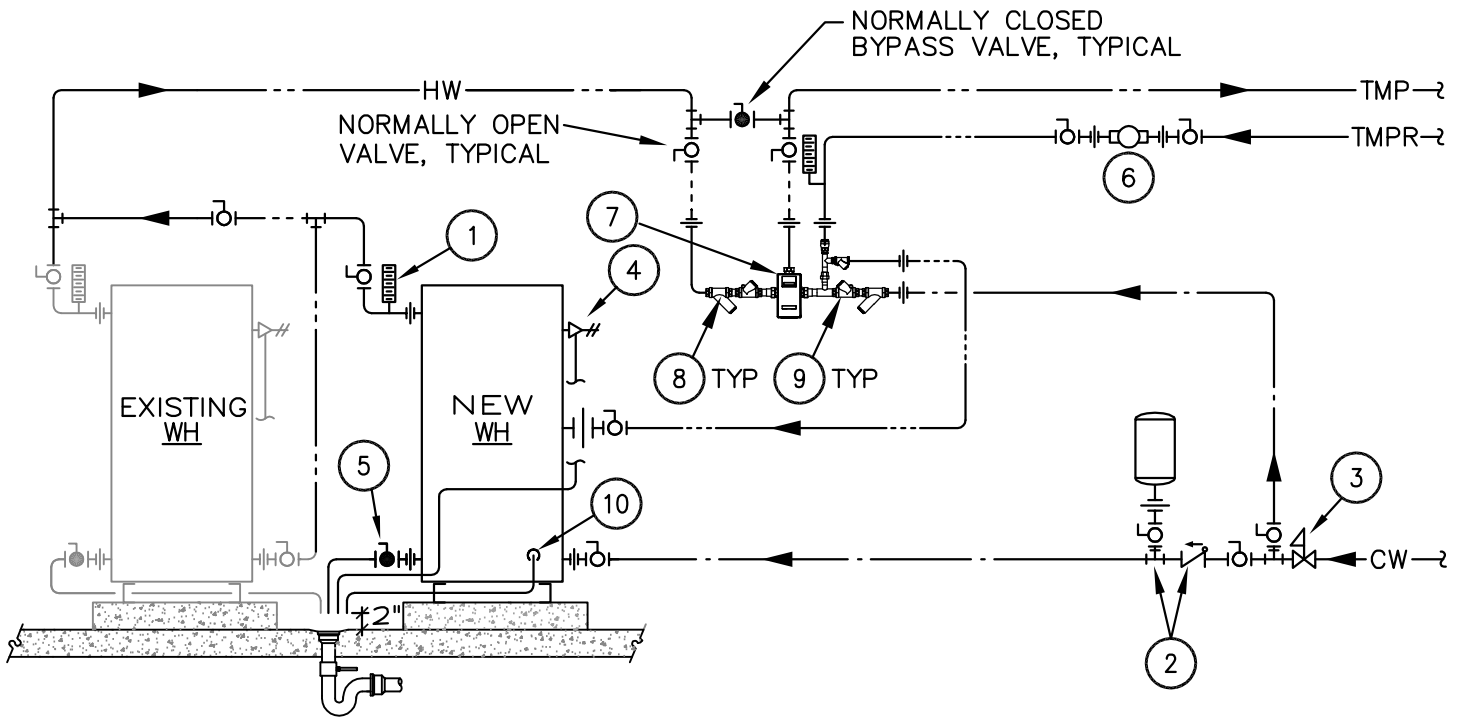 NORMALLY CLOSED
BYPASS VALVE, TYPICAL
HW
TMP
NORMALLY OPEN
VALVE, TYPICAL
TMPR
6
7
1
4
8 TYP
9 TYP
EXISTING
WH
NEW
WH
5
10
3
CW
2"
2